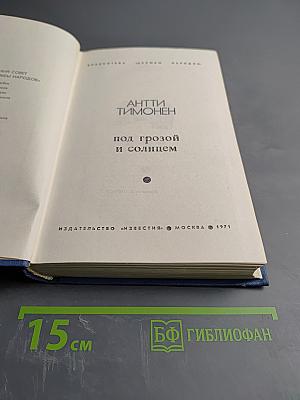 БИБЛИОТЕКА «ДРУЖБЫ НАРОДОВ»
АНТТИ
ТИМОНЕН
под грозой
и солнцем
ИЗДАТЕЛЬСТВО «ИЗВЕСТИЯ» ● МОСКВА ● 1971
15 СМ
БФ ГИБЛИОФАН